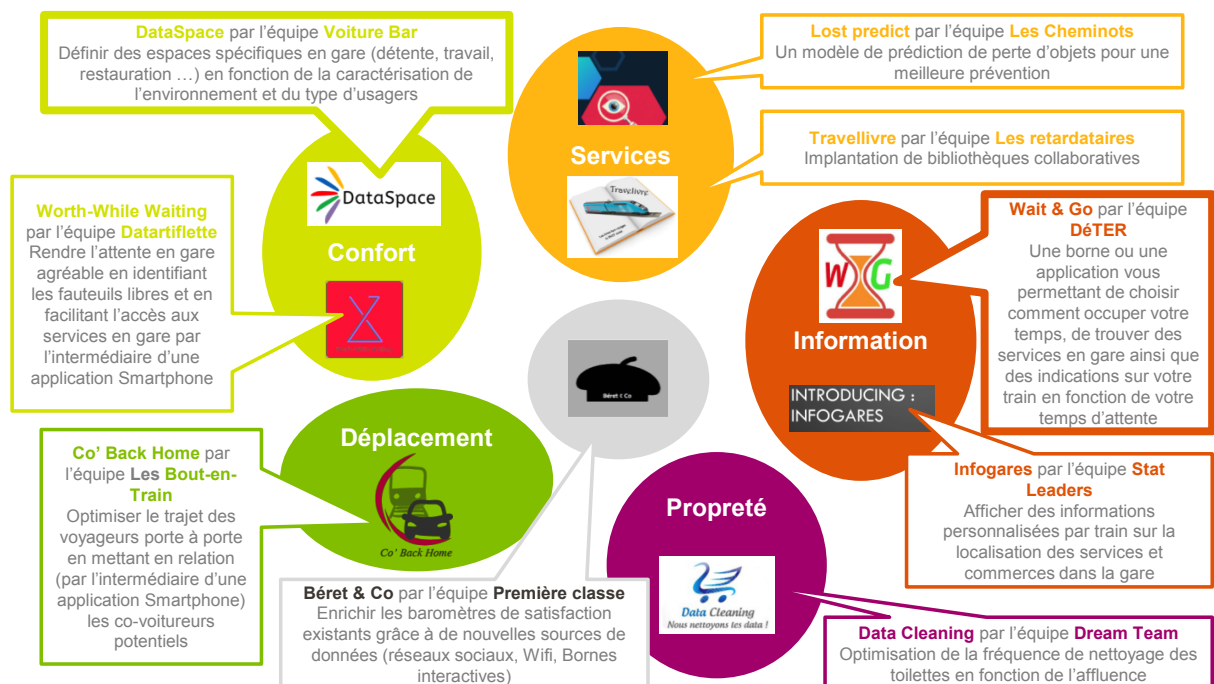 DataSpace par l'équipe Voiture Bar
Définir des espaces spécifiques en gare (détente, travail,
restauration …) en fonction de la caractérisation de
l'environnement et du type d'usagers
Lost predict par l'équipe Les Cheminots
Un modèle de prédiction de perte d'objets pour une
meilleure prévention
Services
Travellivre par l'équipe Les retardataires
Implantation de bibliothèques collaboratives
Travelivre
DataSpace
Confort
Worth-While Waiting
par l'équipe Datartiflette
Rendre l'attente en gare
agréable en identifiant
les fauteuils libres et en
facilitant l'accès aux
services en gare par
l'intermédiaire d'une
application Smartphone
Wait & Go par l'équipe
DéTER
Une borne ou une
application vous
permettant de choisir
comment occuper votre
temps, de trouver des
services en gare ainsi que
des indications sur votre
train en fonction de votre
temps d'attente
W G
Information
INTRODUCING :
INFOGARES
Béret & Co
Déplacement
Co' Back Home
Co' Back Home par
l'équipe Les Bout-en-
Train
Optimiser le trajet des
voyageurs porte à porte
en mettant en relation
(par l'intermédiaire d'une
application Smartphone)
les co-voitureurs
potentiels
Infogares par l'équipe Stat
Leaders
Afficher des informations
personnalisées par train sur la
localisation des services et
commerces dans la gare
Propreté
Data Cleaning
Nous nettoyons tes data !
Béret & Co par l'équipe Première classe
Enrichir les baromètres de satisfaction
existants grâce à de nouvelles sources de
données (réseaux sociaux, Wifi, Bornes
interactives)
Data Cleaning par l'équipe Dream Team
Optimisation de la fréquence de nettoyage des
toilettes en fonction de l'affluence